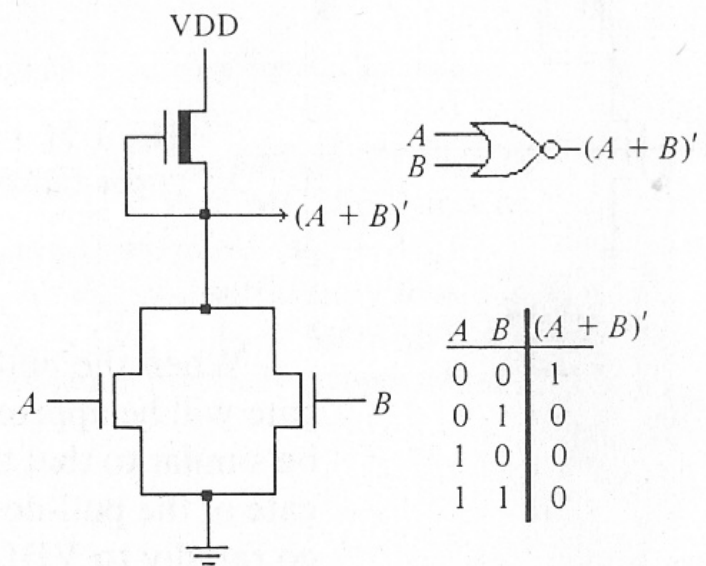 VDD
A
B
(A + B)'
(A + B)'
A
B
A B (A + B)'
0 0 1
0 1 0
1 0 0
1 1 0